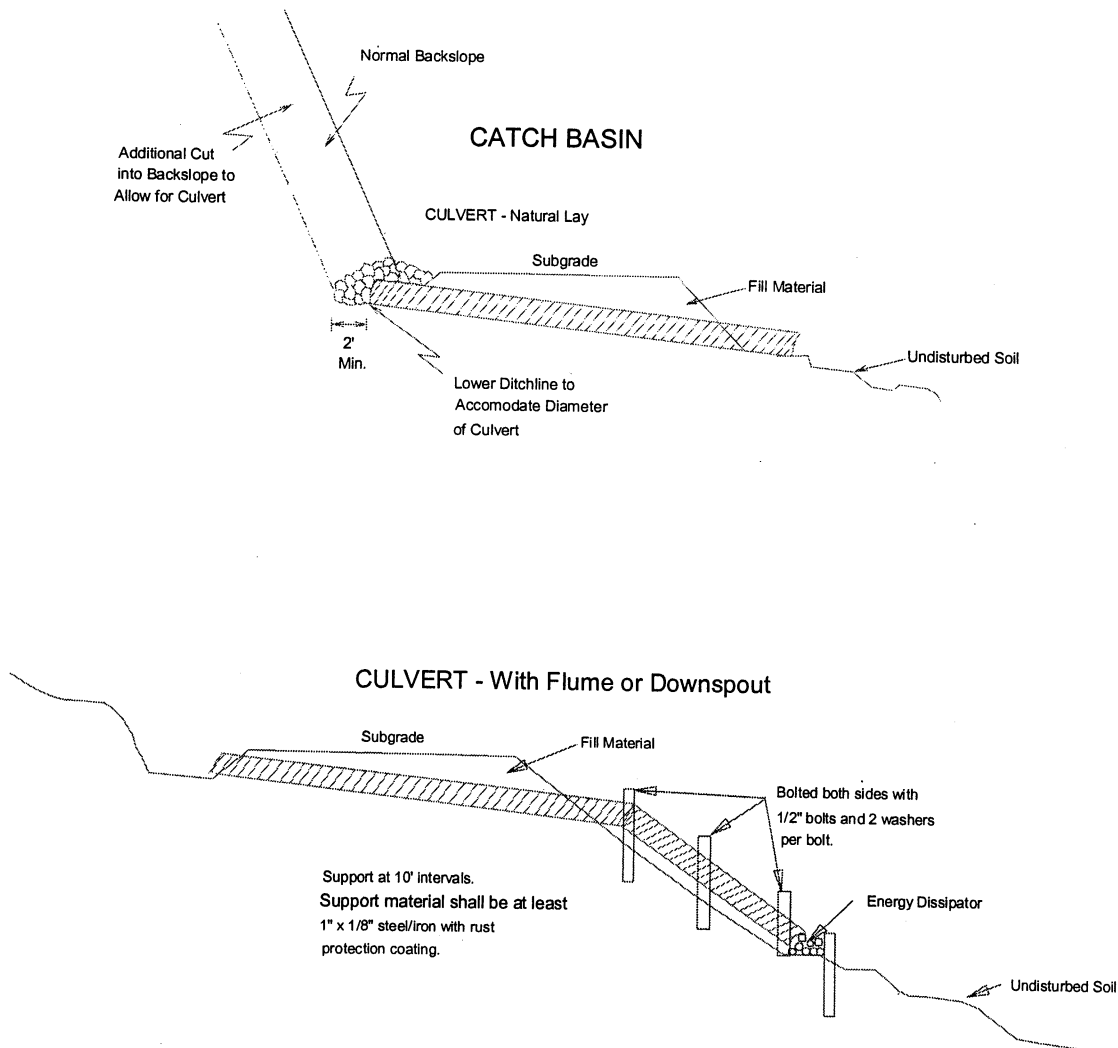 Normal Backslope
CATCH BASIN
Additional Cut
into Backslope to
Allow for Culvert
CULVERT - Natural Lay
Subgrade
Fill Material
2'
Min.
Undisturbed Soil
Lower Ditchline to
Accomodate Diameter
of Culvert
CULVERT - With Flume or Downspout
Subgrade
Fill Material
Bolted both sides with
1/2" bolts and 2 washers
per bolt.
Support at 10' intervals.
Support material shall be at least
1" x 1/8" steel/iron with rust
protection coating.
Energy Dissipator
Undisturbed Soil